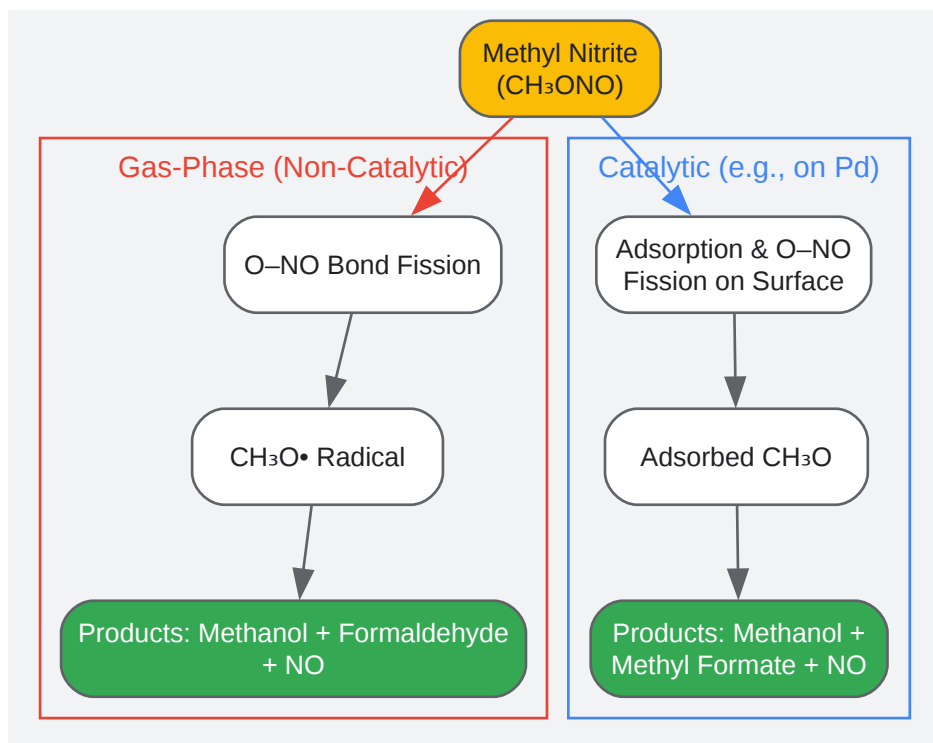 Methyl Nitrite
(CH₃ONO)
Gas-Phase (Non-Catalytic)
Catalytic (e.g., on Pd)
O–NO Bond Fission
Adsorption & O–NO
Fission on Surface
CH₃O• Radical
Adsorbed CH₃O
Products: Methanol + Formaldehyde
+ NO
Products: Methanol +
Methyl Formate + NO